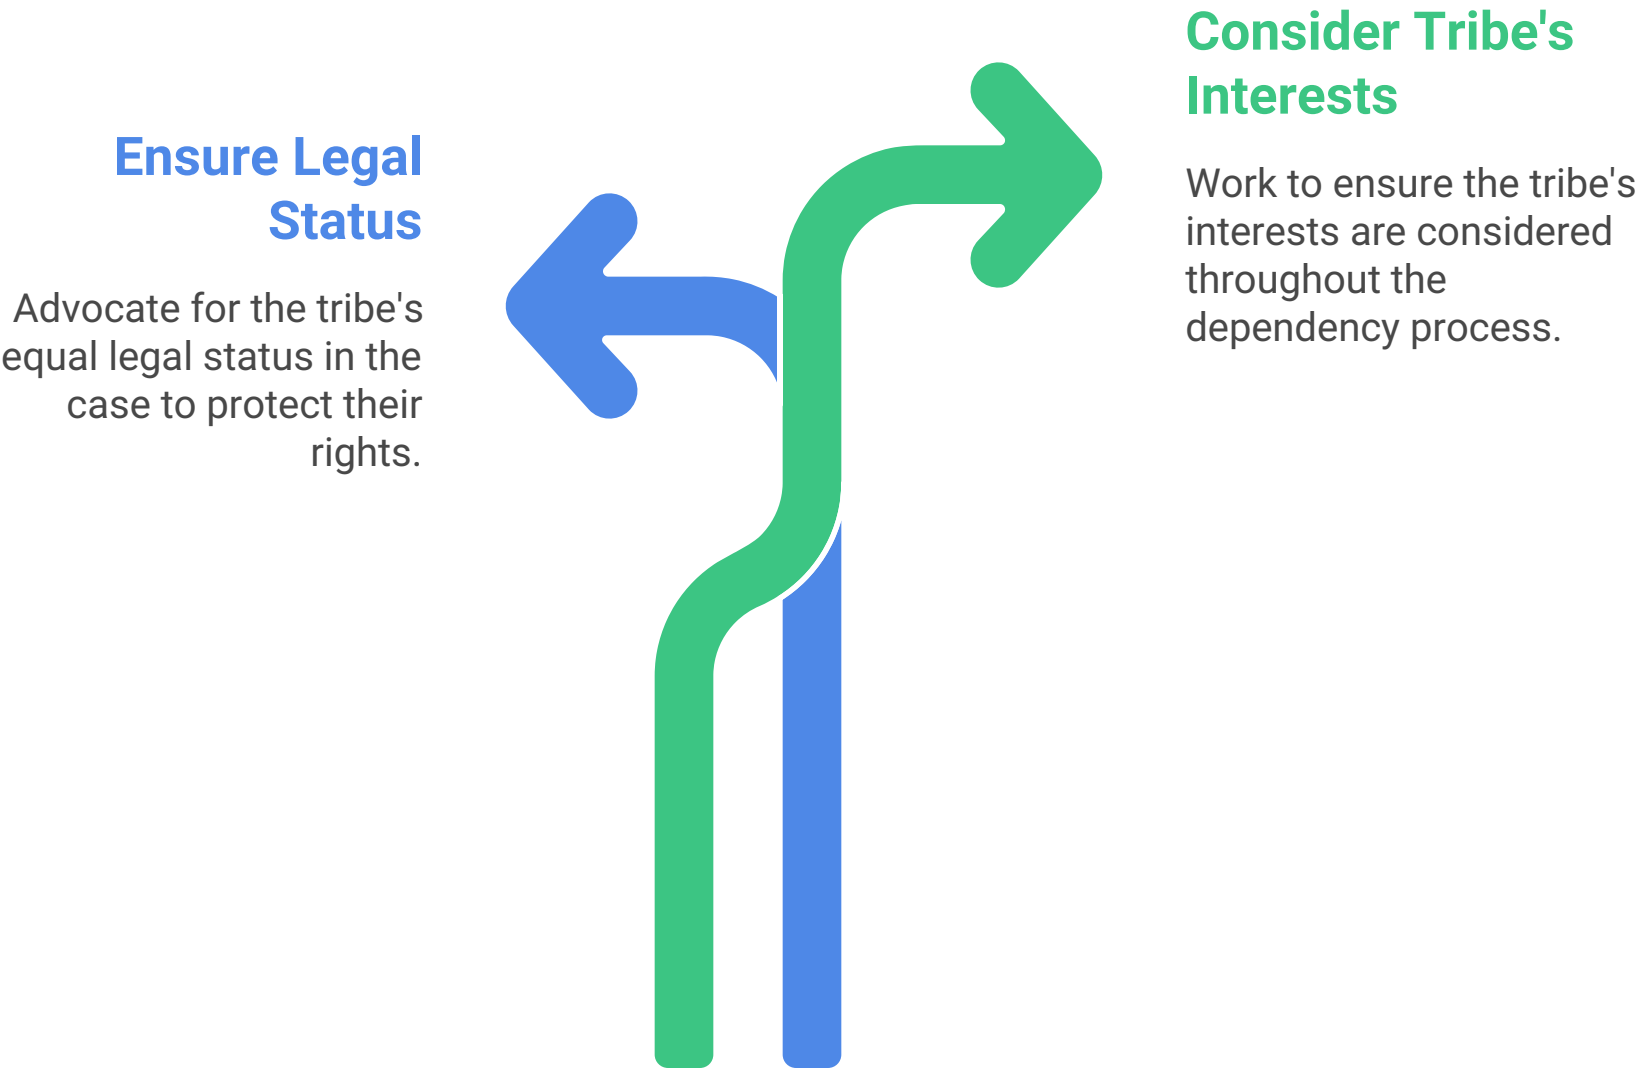 Ensure Legal
Status
Advocate for the tribe's
equal legal status in the
case to protect their
rights.
Consider Tribe's
Interests
Work to ensure the tribe's
interests are considered
throughout the
dependency process.